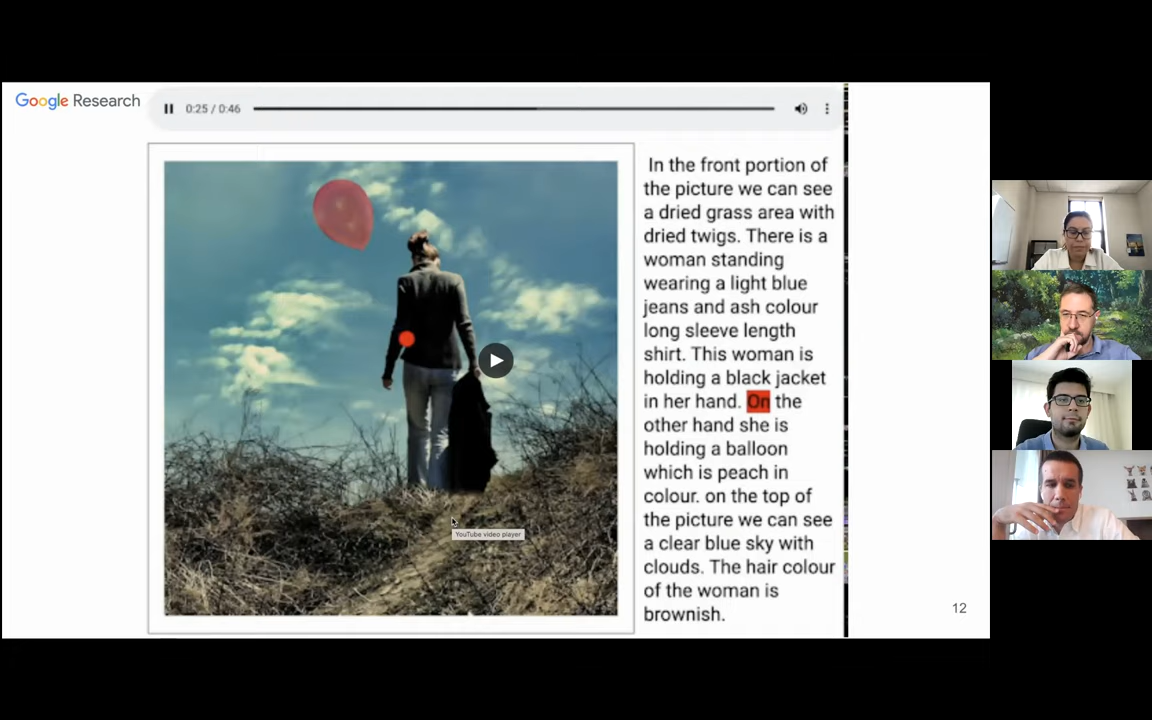 Google Research
0:25 / 0:46
In the front portion of
the picture we can see
a dried grass area with
dried twigs. There is a
woman standing
wearing a light blue
jeans and ash colour
long sleeve length
shirt. This woman is
holding a black jacket
in her hand. On the
other hand she is
holding a balloon
which is peach in
colour. on the top of
the picture we can see
a clear blue sky with
clouds. The hair colour
of the woman is
brownish.
YouTube video player
12